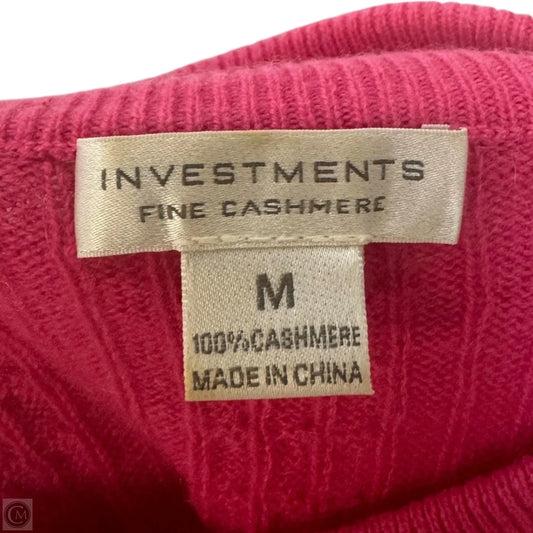 INVESTMENTS
FINE CASHMERE
M
100%CASHMERE
MADE IN CHINA